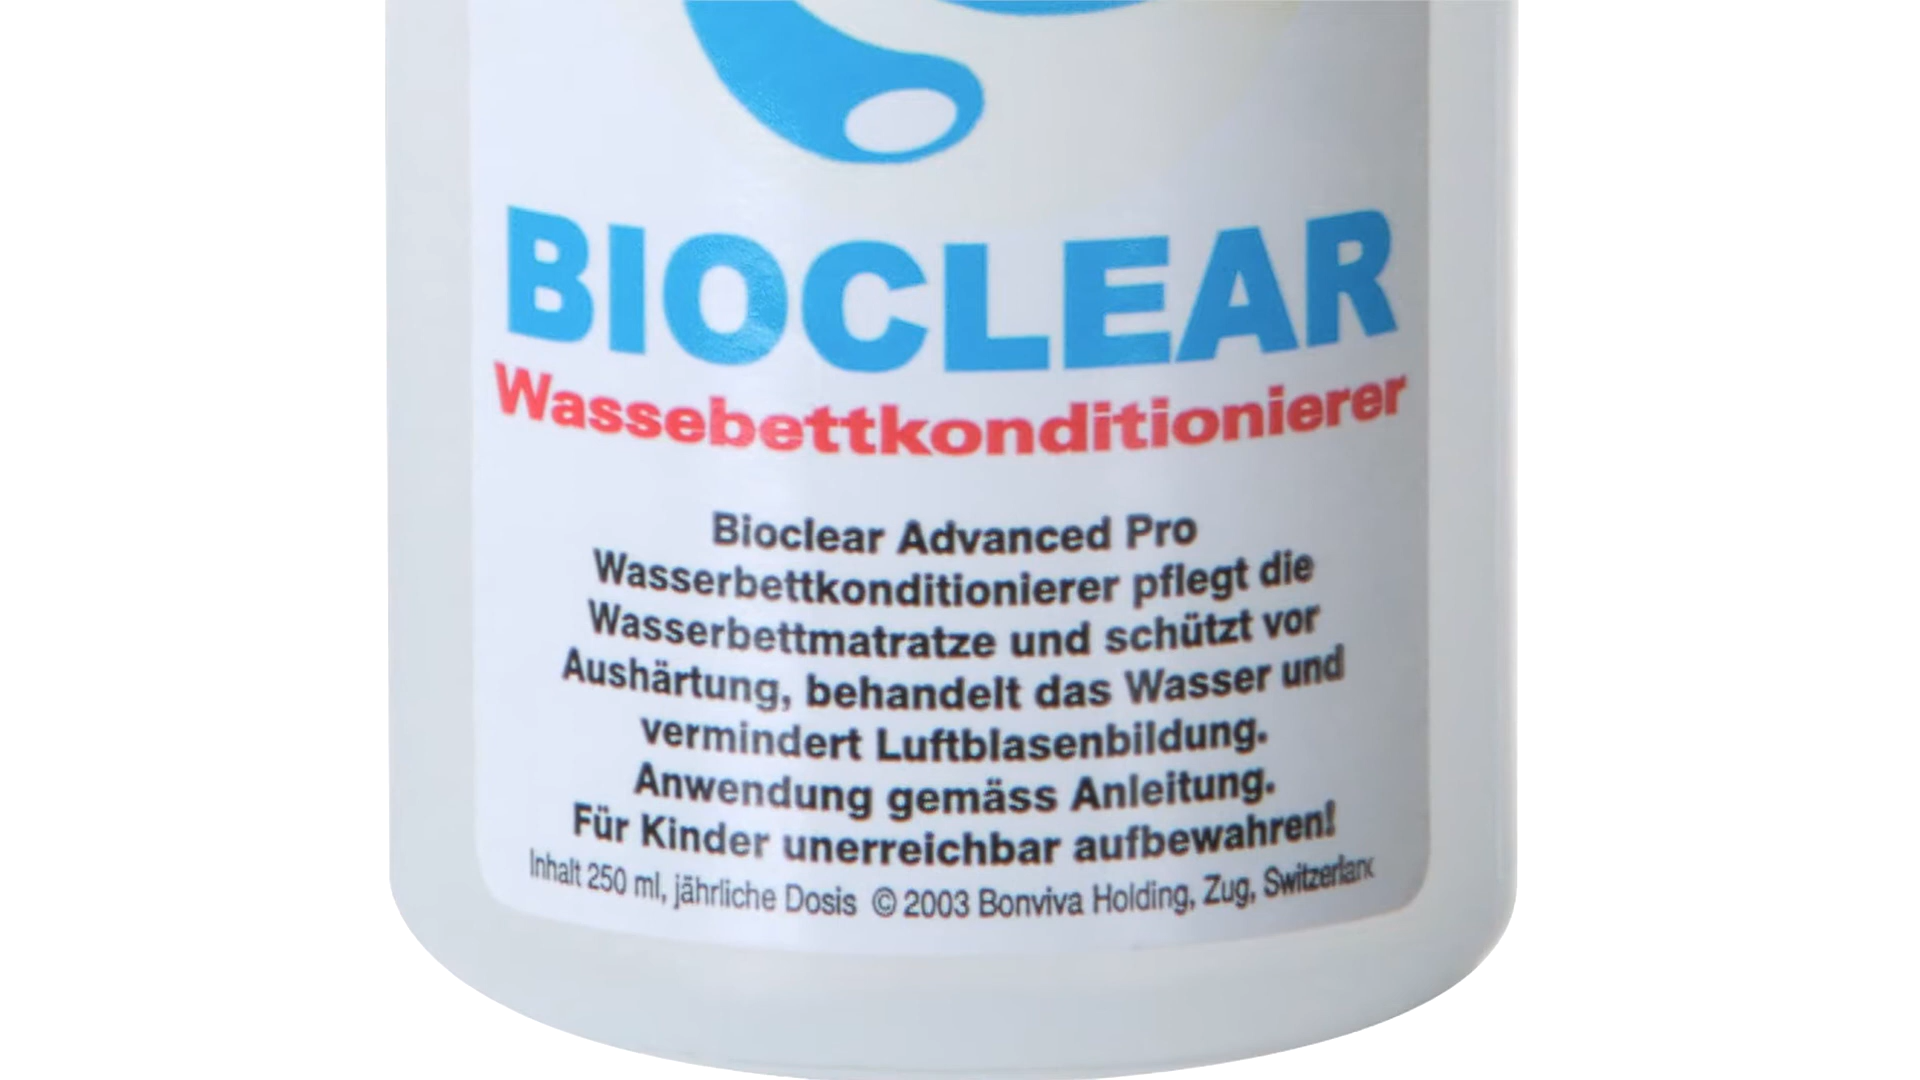 BIOCLEAR
Wassebettkonditionierer
Bioclear Advanced Pro
Wasserbettkonditionierer pflegt die
Wasserbettmatratze und schützt vor
Aushärtung, behandelt das Wasser und
vermindert Luftblasenbildung.
Anwendung gemäss Anleitung.
Für Kinder unerreichbar aufbewahren!
Inhalt 250 ml, jährliche Dosis © 2003 Bonviva Holding, Zug, Switzerland